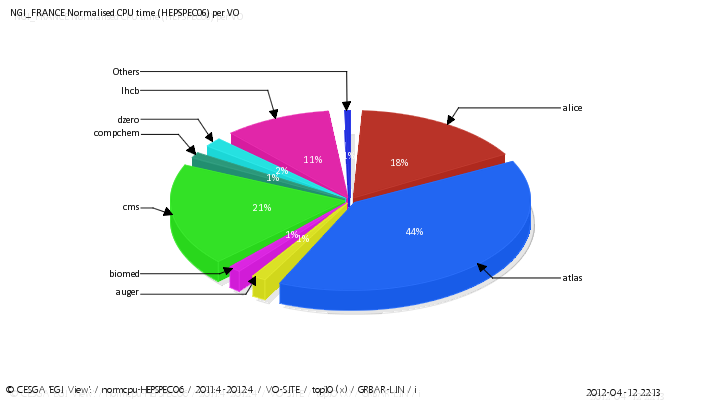 NGI_FRANCE Normalised CPU time (HEPSPEC06) per VO
Others
lhcb
alice
dzero
compchem
1%
11%
18%
2%
1%
cms
21%
44%
1%
1%
biomed
atlas
auger
© CESGA 'EGI View': / normcpu-HEPSPEC06 / 2011:4-2012:4 / VO-SITE / top10 (x) / GRBAR-LIN / i
2012-04-12 22:13